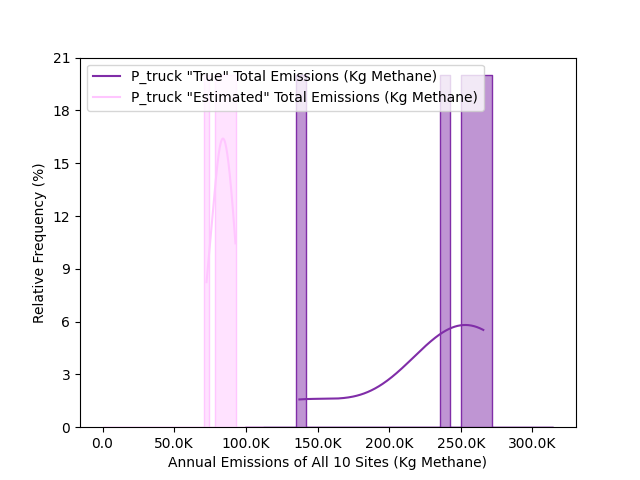 21
18
15
12
9
6
3
0
Relative Frequency (%)
P_truck "True" Total Emissions (Kg Methane)
P_truck "Estimated" Total Emissions (Kg Methane)
0.0 50.0K 100.0K 150.0K 200.0K 250.0K 300.0K
Annual Emissions of All 10 Sites (Kg Methane)